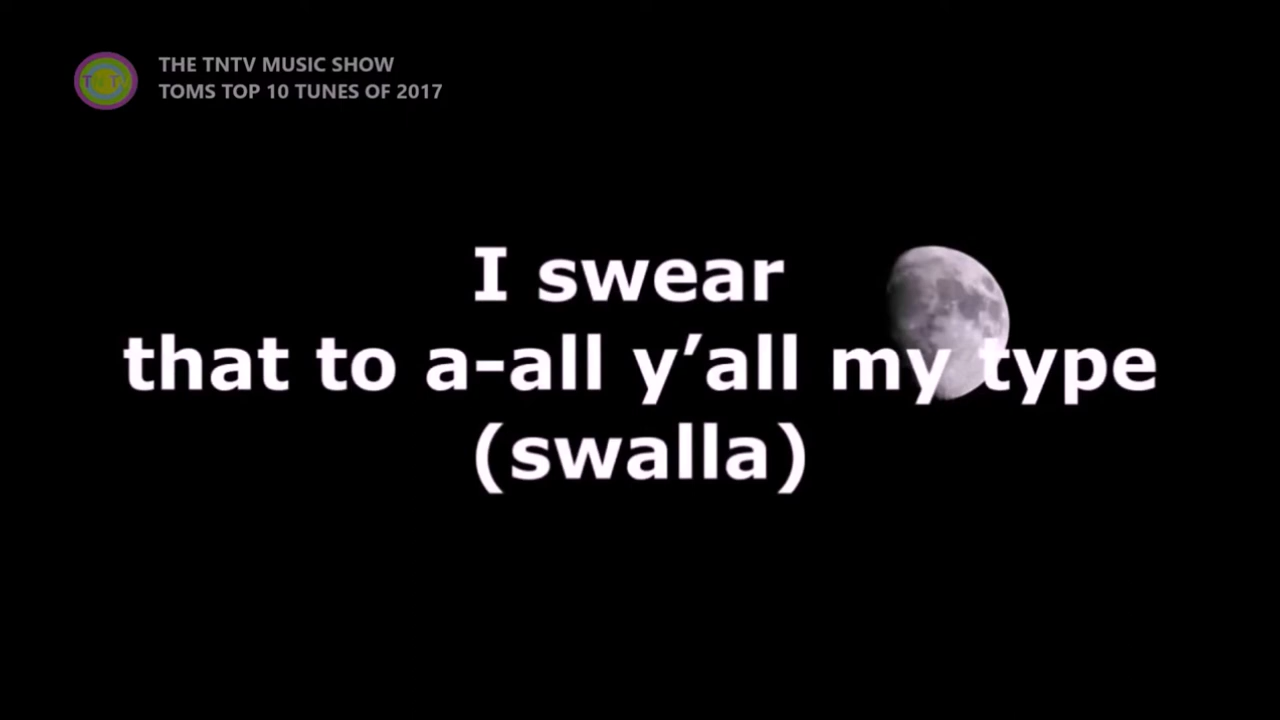 THE TNTV MUSIC SHOW
TOMS TOP 10 TUNES OF 2017
I swear
that to a-all y’all my type
(swalla)